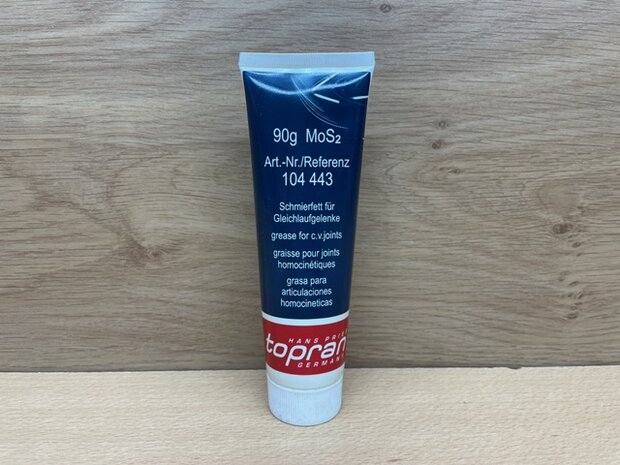 90g MoS₂
Art.-Nr./Referenz
104 443
Schmierfett für
Gleichlaufgelenke
grease for c.v.joints
graisse pour joints
homocinétiques
grasa para
articulaciones
homocineticas
HANS
topran
GERMANY